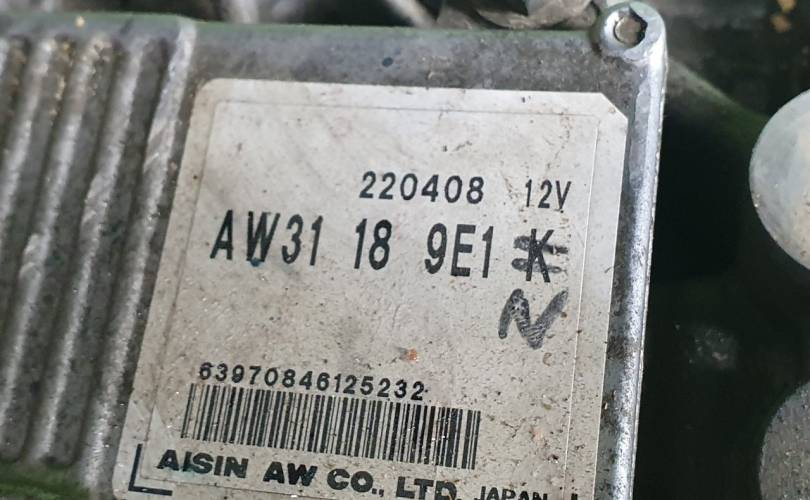 220408 12V
AW31 18 9E1 K
N
63970846125232
AISIN AW CO., LTD. JAPAN